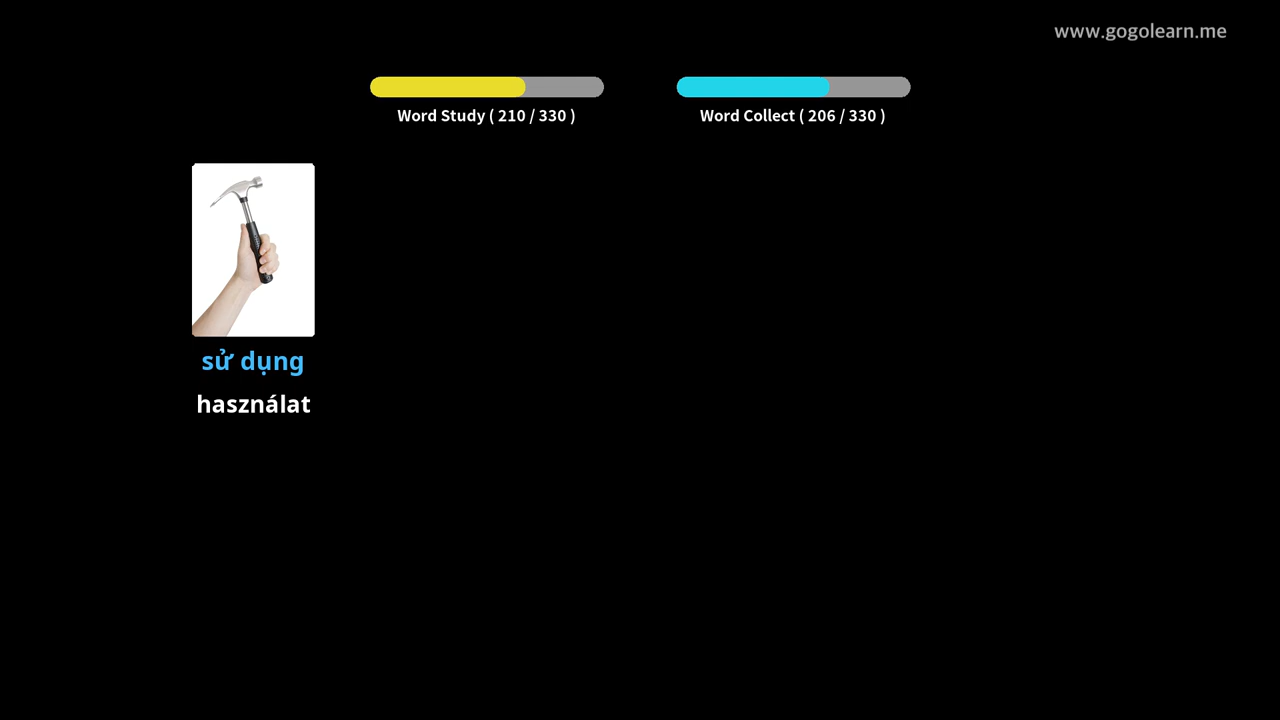 www.gogolearn.me
Word Study ( 210 / 330 )
Word Collect ( 206 / 330 )
sử dụng
használat